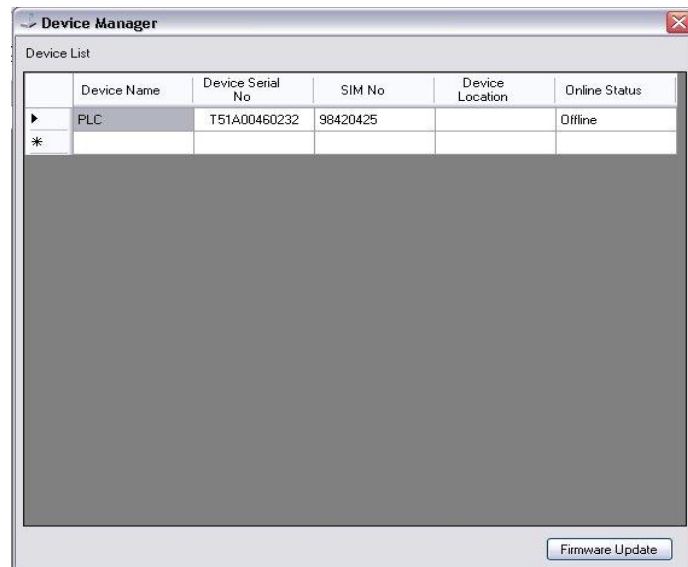 Device Manager
Device List
Device Name Device Serial No SIM No Device Location Online Status
PLC T51A00460232 98420425 Offline
Firmware Update